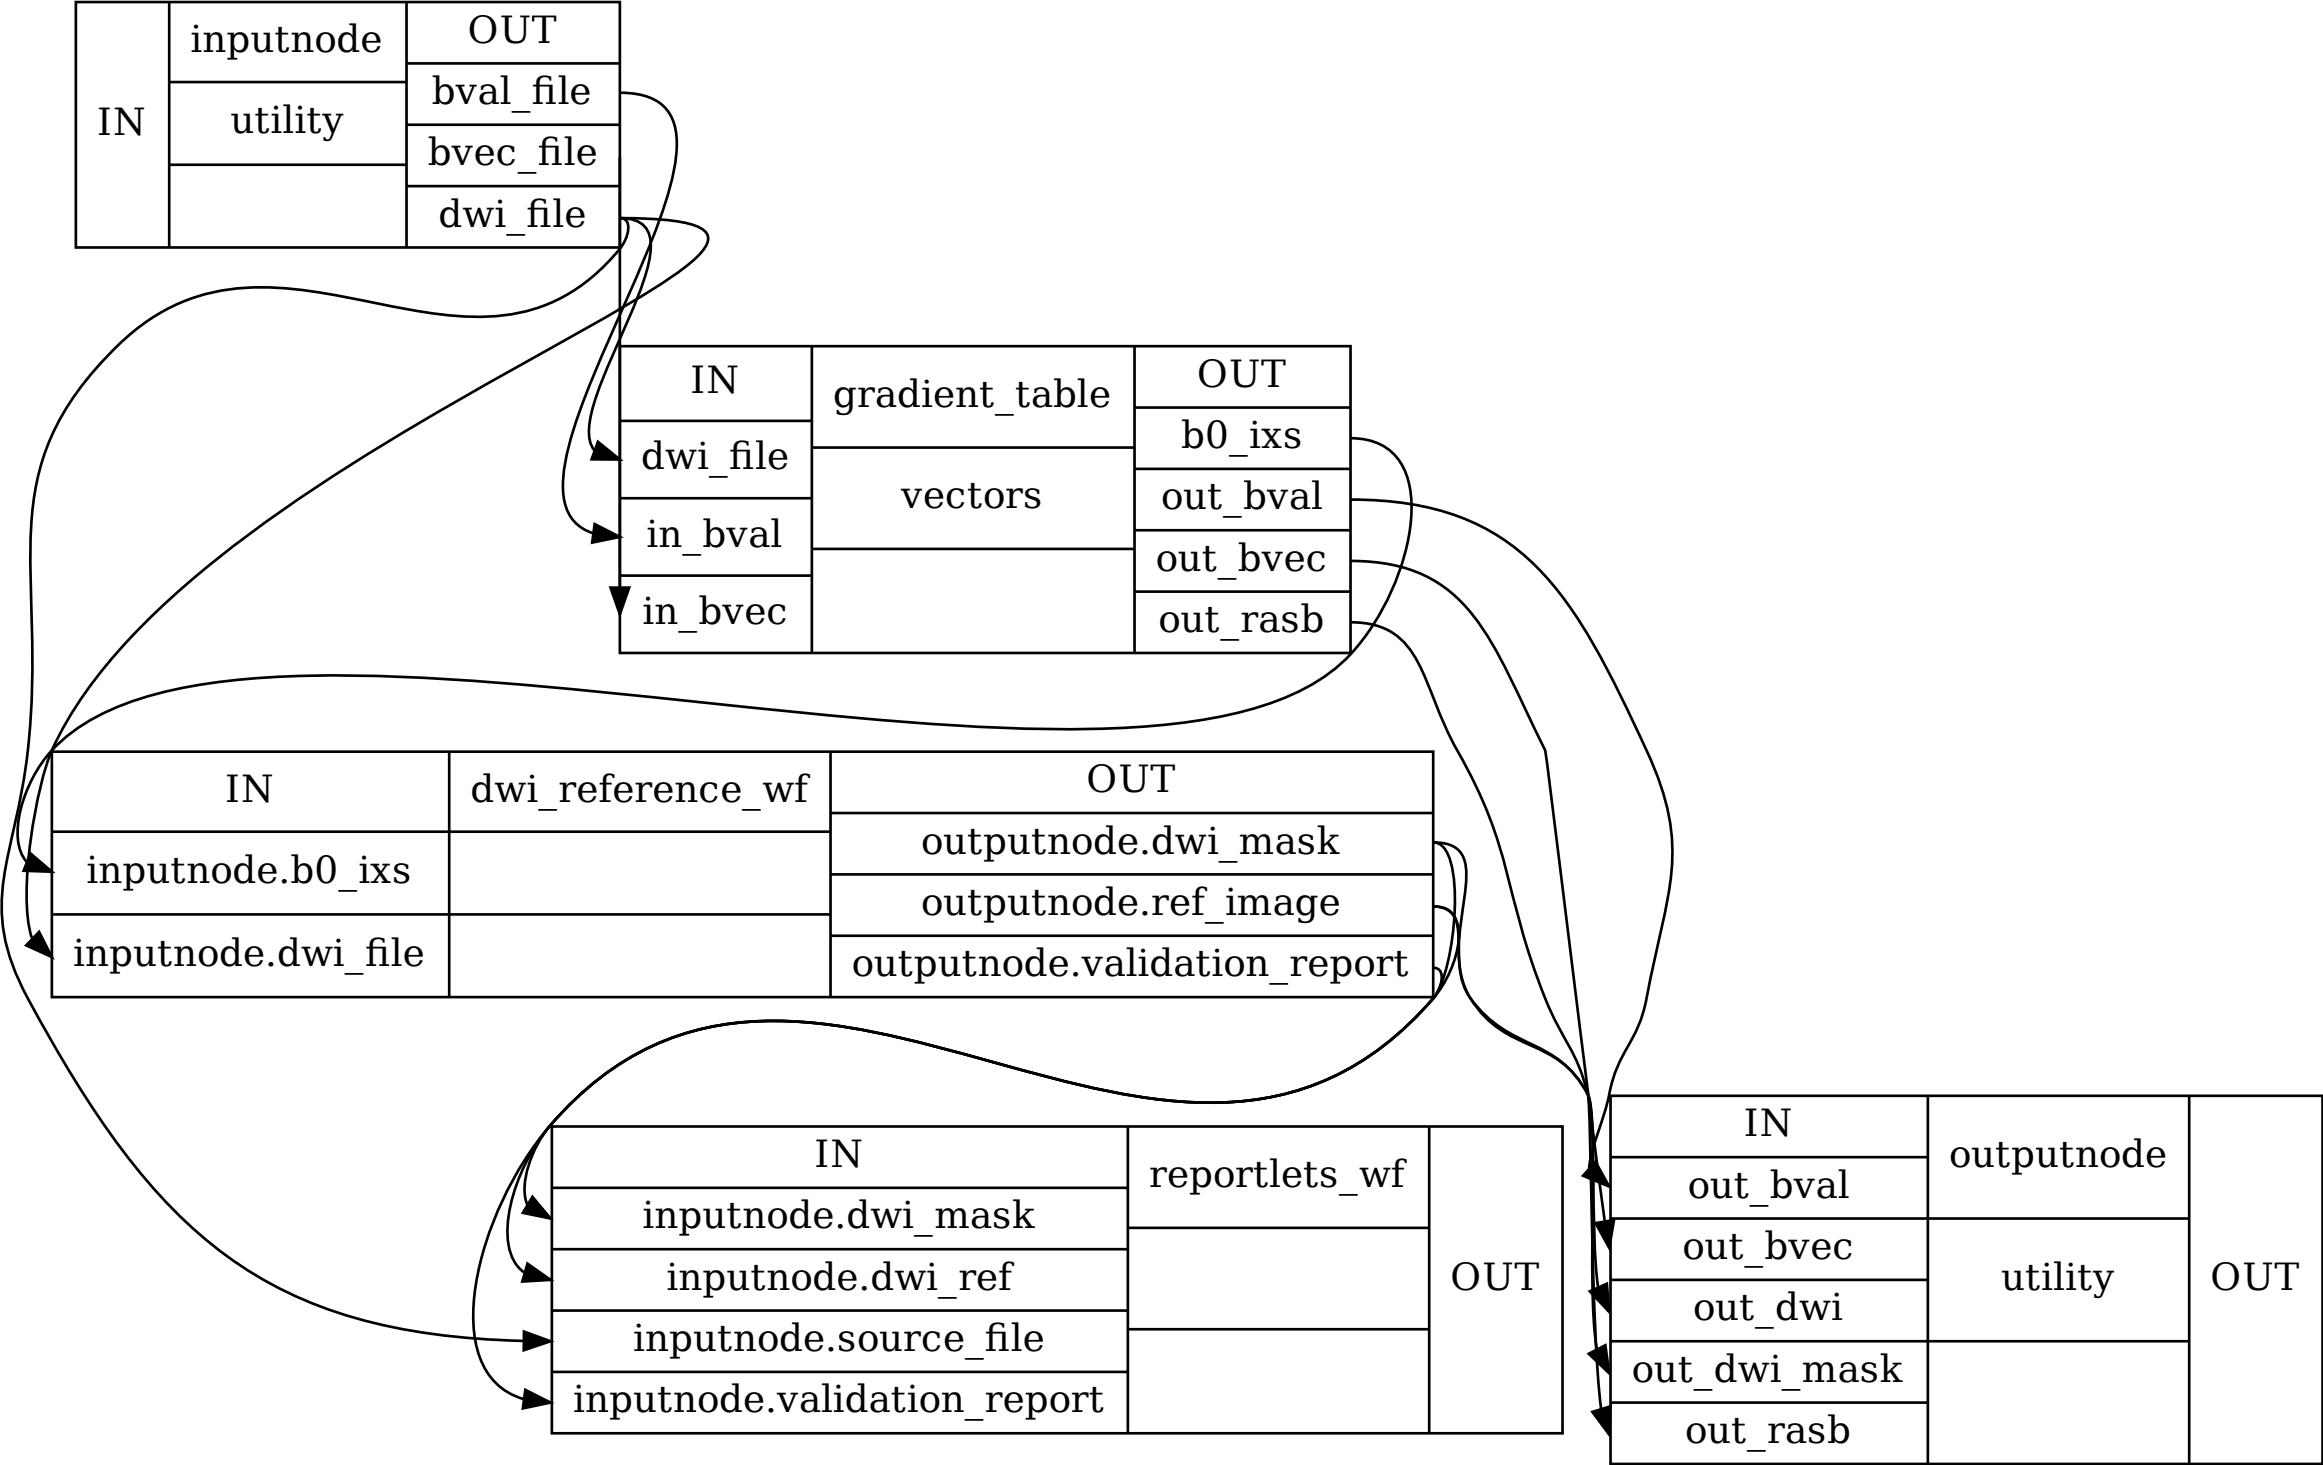 IN
inputnode
utility
OUT
bval_file
bvec_file
dwi_file
IN
dwi_file
in_bval
in_bvec
gradient_table
vectors
OUT
b0_ixs
out_bval
out_bvec
out_rasb
IN
inputnode.b0_ixs
inputnode.dwi_file
dwi_reference_wf
OUT
outputnode.dwi_mask
outputnode.ref_image
outputnode.validation_report
IN
inputnode.dwi_mask
inputnode.dwi_ref
inputnode.source_file
inputnode.validation_report
reportlets_wf
OUT
IN
out_bval
out_bvec
out_dwi
out_dwi_mask
out_rasb
outputnode
utility
OUT